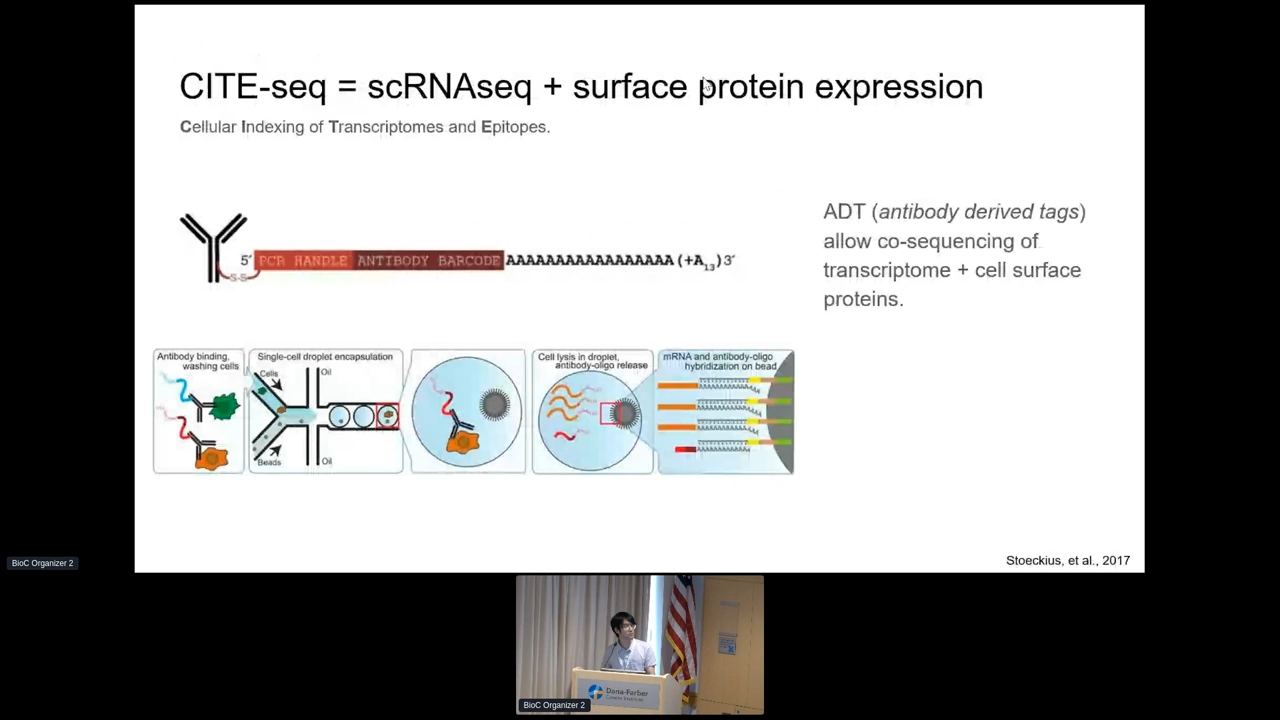 CITE-seq = scRNAseq + surface protein expression
Cellular Indexing of Transcriptomes and Epitopes.
ADT (antibody derived tags)
allow co-sequencing of
transcriptome + cell surface
proteins.
5' PCR HANDLE ANTIBODY BARCODE AAAAAAAAAAAAAAAAA (+A13)3'
S-S
Antibody binding,
washing cells
Single-cell droplet encapsulation
Cells
Oil
Beads
Oil
Cell lysis in droplet,
antibody-oligo release
mRNA and antibody-oligo
hybridization on bead
Stoeckius, et al., 2017
BioC Organizer 2
Dana-Farber
BioC Organizer 2